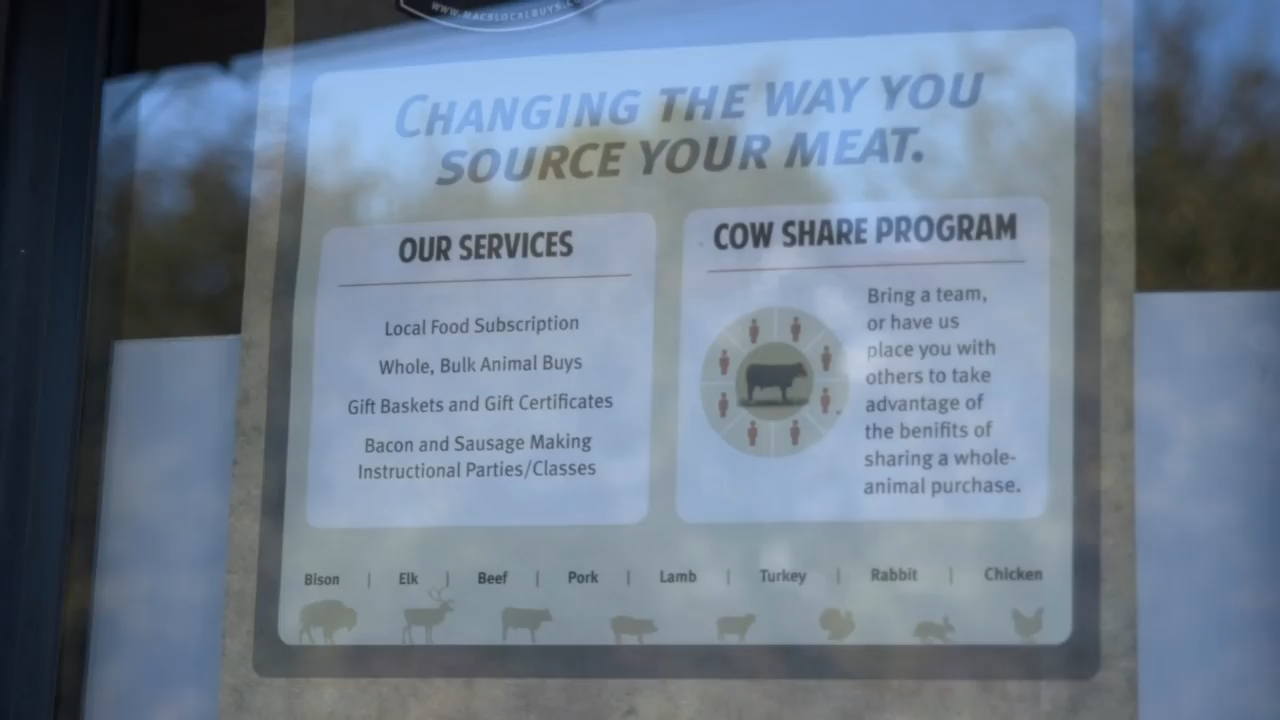 WWW.MACSLOCALBUYS.CO
CHANGING THE WAY YOU
SOURCE YOUR MEAT.
OUR SERVICES
Local Food Subscription
Whole, Bulk Animal Buys
Gift Baskets and Gift Certificates
Bacon and Sausage Making
Instructional Parties/Classes
COW SHARE PROGRAM
Bring a team,
or have us
place you with
others to take
advantage of
the benifits of
sharing a whole-
animal purchase.
Bison | Elk | Beef | Pork | Lamb | Turkey | Rabbit | Chicken